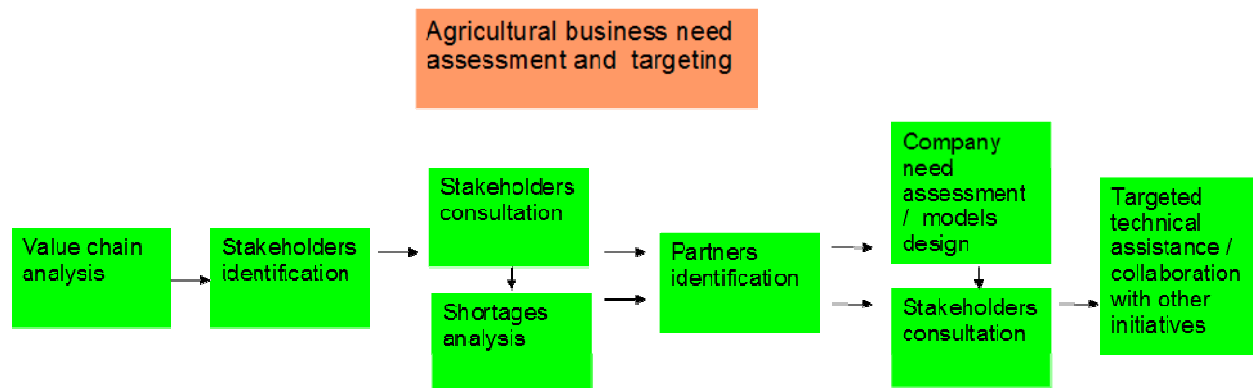 Agricultural business need
assessment and targeting
Value chain
analysis
Stakeholders
identification
Stakeholders
consultation
Shortages
analysis
Partners
identification
Company
need
assessment
/ models
design
Stakeholders
consultation
Targeted
technical
assistance /
collaboration
with other
initiatives